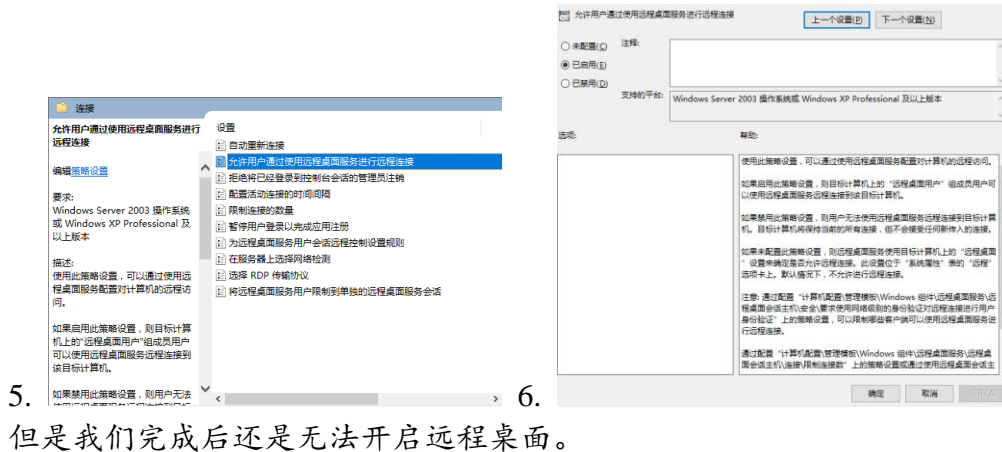 允许用户通过使用远程桌面服务进行远程连接
上一个设置(P)
下一个设置(N)
未配置(C)
注释:
已启用(E)
已禁用(D)
支持的平台:
Windows Server 2003 操作系统或 Windows XP Professional 及以上版本
选项:
帮助:
使用此策略设置，可以通过使用远程桌面服务配置对计算机的远程访问。
如果启用此策略设置，则目标计算机上的“远程桌面用户”组成员用户可
以使用远程桌面服务远程连接到该目标计算机。
如果禁用此策略设置，则用户无法使用远程桌面服务远程连接到目标计算
机。目标计算机将保持当前的所有连接，但不会接受任何新传入的连接。
如果未配置此策略设置，则远程桌面服务使用目标计算机上的“远程桌面
”设置来确定是否允许远程连接。此设置位于“系统属性”表的“远程”
选项卡上。默认情况下，不允许进行远程连接。
注意: 通过配置“计算机配置\管理模板\Windows 组件\远程桌面服务\远
程桌面会话主机\安全\要求使用网络级别的身份验证对远程连接进行用户
身份验证”上的策略设置，可以限制哪些客户端可以使用远程桌面服务进
行远程连接。
通过配置“计算机配置\管理模板\Windows 组件\远程桌面服务\远程桌
面会话主机\连接\限制连接数”上的策略设置或通过使用远程桌面会话主
确定
取消
连接
允许用户通过使用远程桌面服务进行
远程连接
编辑策略设置
要求:
Windows Server 2003 操作系统
或 Windows XP Professional 及
以上版本
描述:
使用此策略设置，可以通过使用远
程桌面服务配置对计算机的远程访
问。
如果启用此策略设置，则目标计算
机上的“远程桌面用户”组成员用户
可以使用远程桌面服务远程连接到
该目标计算机。
如果禁用此策略设置，则用户无法
设置
自动重新连接
允许用户通过使用远程桌面服务进行远程连接
拒绝将已经登录到控制台会话的管理员注销
配置活动连接的时间间隔
限制连接的数量
暂停用户登录以完成应用注册
为远程桌面服务用户会话远程控制设置规则
在服务器上选择网络检测
选择 RDP 传输协议
将远程桌面服务用户限制到单独的远程桌面服务会话
5.
6.
但是我们完成后还是无法开启远程桌面。